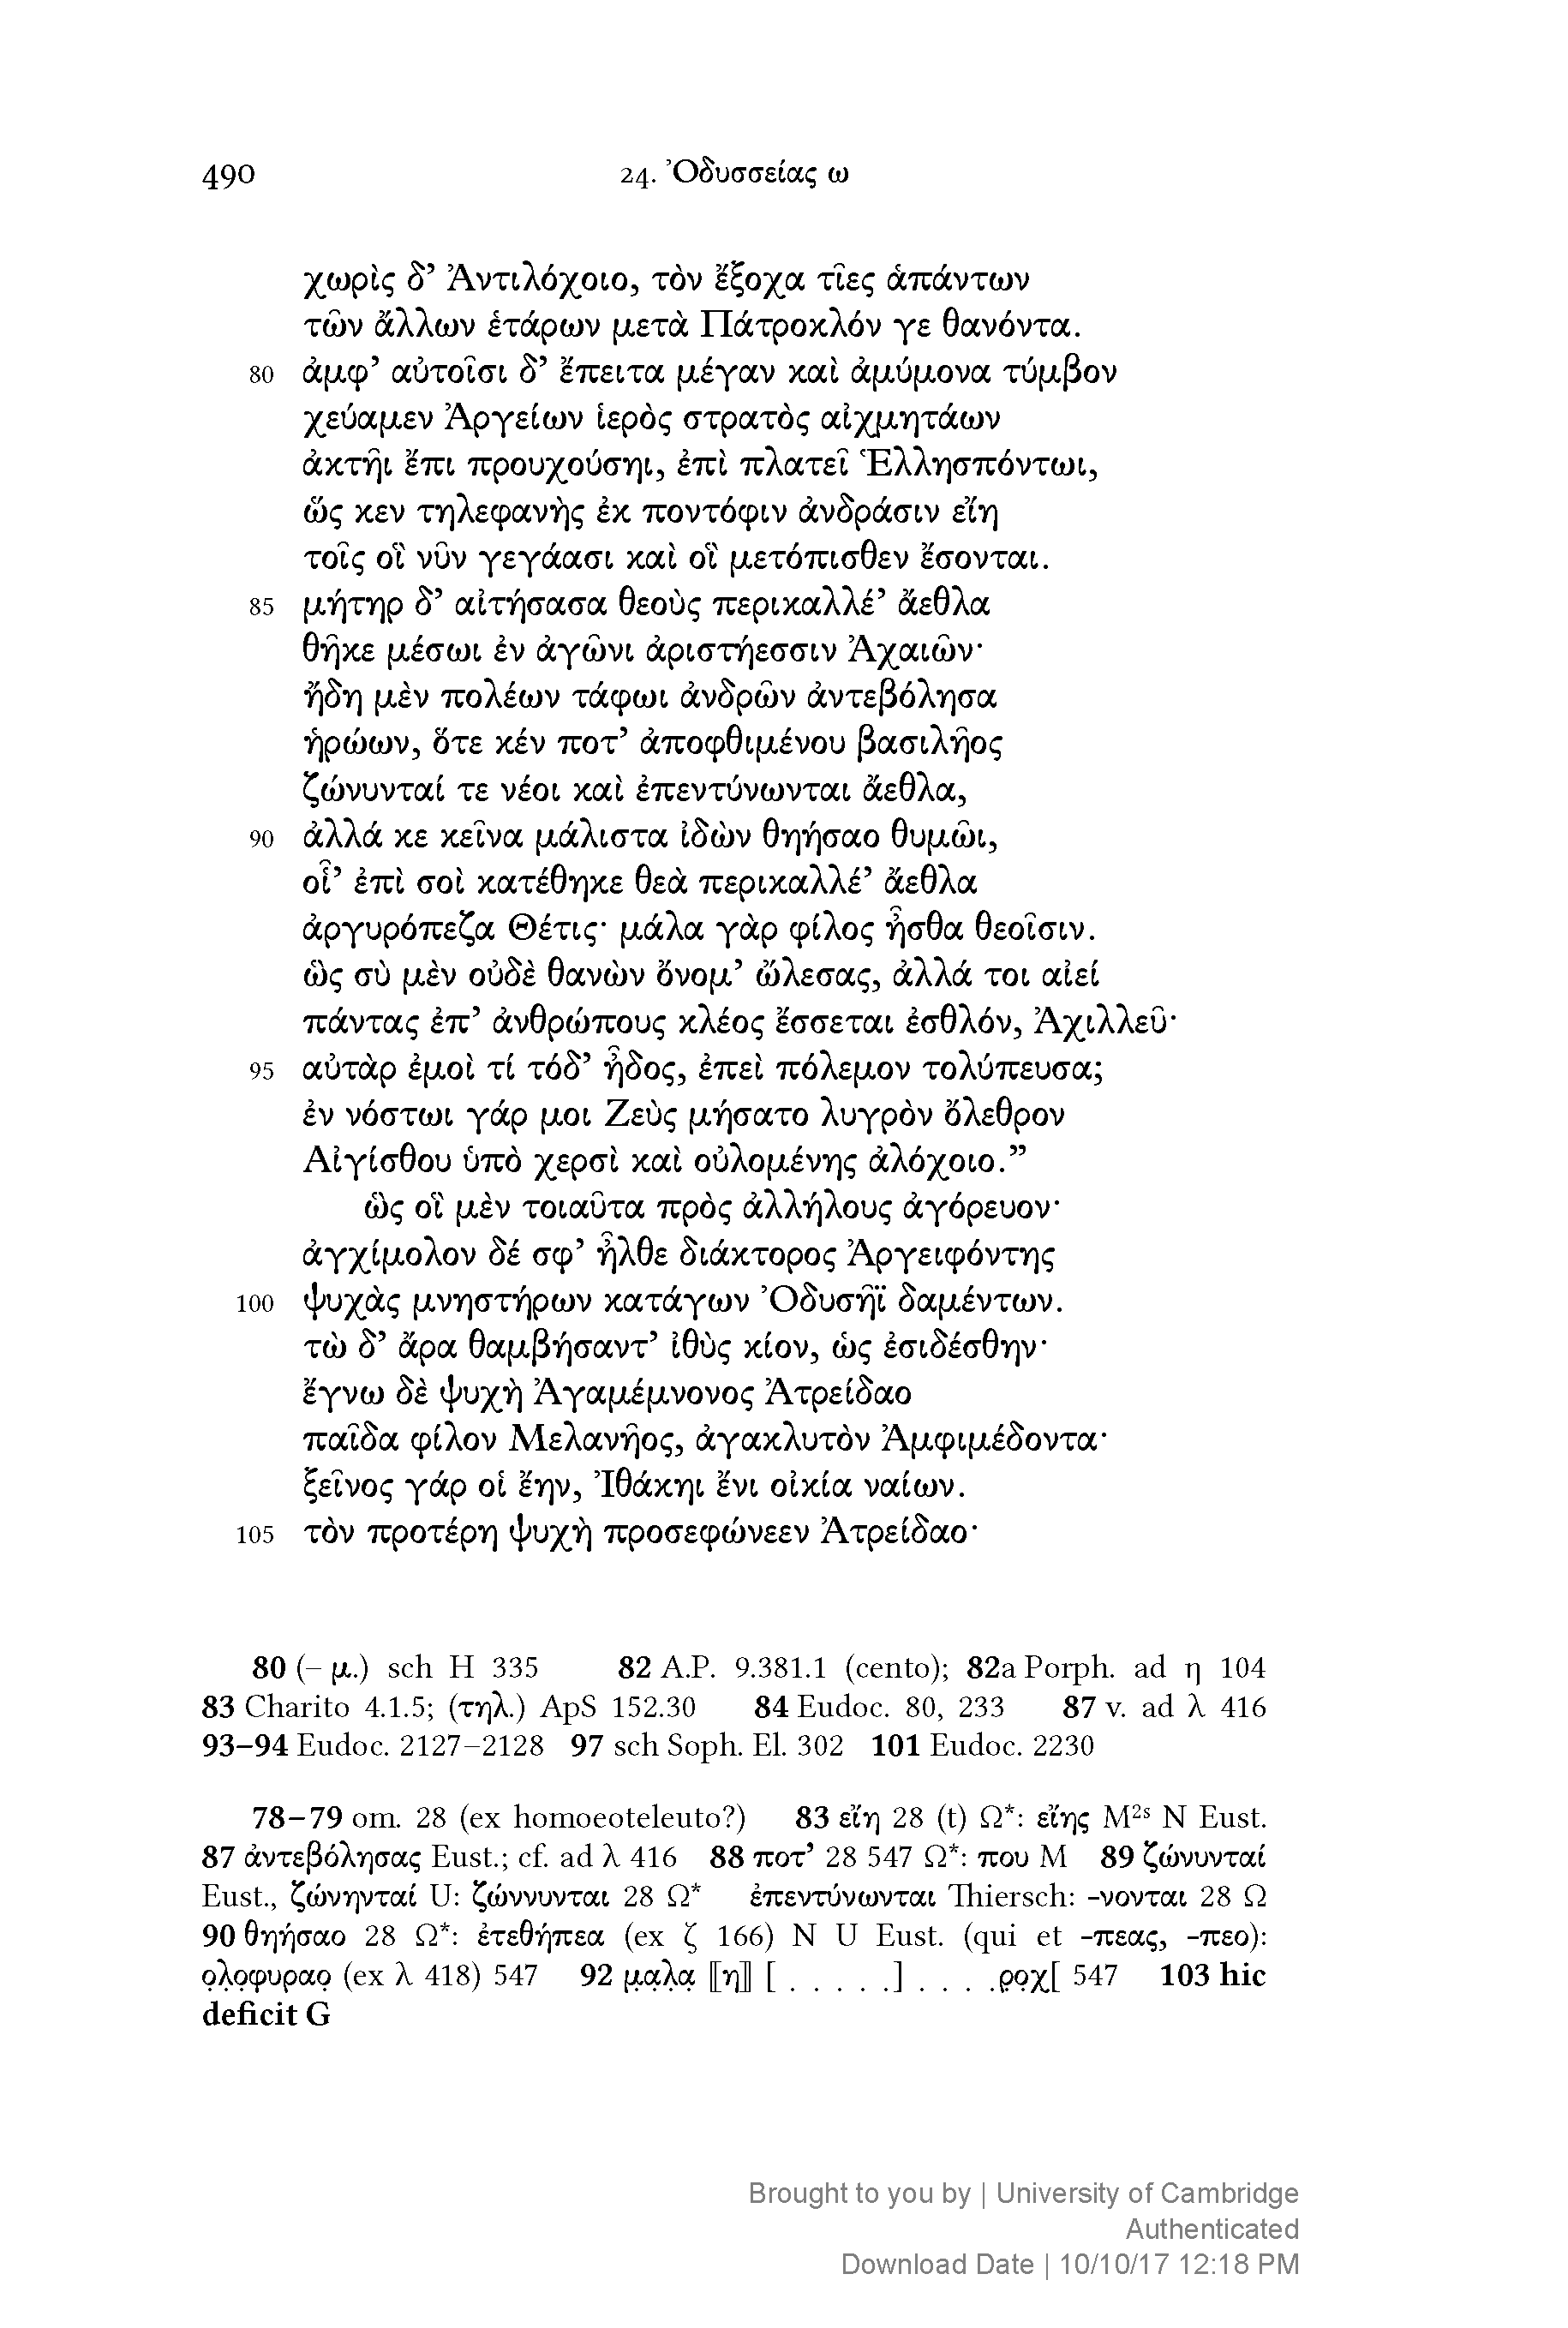 490 24. Ὀδυσσείας ω
χωρὶς δ’ Ἀντιλόχοιο, τὸν ἔξοχα τῖες ἁπάντων
τῶν ἄλλων ἑτάρων μετὰ Πάτροκλόν γε θανόντα.
80 ἀμφ’ αὐτοῖσι δ’ ἔπειτα μέγαν καὶ ἀμύμονα τύμβον
χεύαμεν Ἀργείων ἱερὸς στρατὸς αἰχμητάων
ἀκτῆι ἔπι προυχούσηι, ἐπὶ πλατεῖ Ἑλλησπόντωι,
ὥς κεν τηλεφανὴς ἐκ ποντόφιν ἀνδράσιν εἴη
τοῖς οἳ νῦν γεγάασι καὶ οἳ μετόπισθεν ἔσονται.
85 μήτηρ δ’ αἰτήσασα θεοὺς περικαλλέ’ ἄεθλα
θῆκε μέσωι ἐν ἀγῶνι ἀριστήεσσιν Ἀχαιῶν·
ἤδη μὲν πολέων τάφωι ἀνδρῶν ἀντεβόλησα
ἡρώων, ὅτε κέν ποτ’ ἀποφθιμένου βασιλῆος
ζώνυνταί τε νέοι καὶ ἐπεντύνωνται ἄεθλα,
90 ἀλλά κε κεῖνα μάλιστα ἰδὼν θηήσαο θυμῶι,
οἷ’ ἐπὶ σοὶ κατέθηκε θεὰ περικαλλέ’ ἄεθλα
ἀργυρόπεζα Θέτις· μάλα γὰρ φίλος ἦσθα θεοῖσιν.
ὣς σὺ μὲν οὐδὲ θανὼν ὄνομ’ ὤλεσας, ἀλλά τοι αἰεί
πάντας ἐπ’ ἀνθρώπους κλέος ἔσσεται ἐσθλόν, Ἀχιλλεῦ·
95 αὐτὰρ ἐμοὶ τί τόδ’ ἦδος, ἐπεὶ πόλεμον τολύπευσα;
ἐν νόστωι γάρ μοι Ζεὺς μήσατο λυγρὸν ὄλεθρον
Αἰγίσθου ὑπὸ χερσὶ καὶ οὐλομένης ἀλόχοιο.”
ὣς οἳ μὲν τοιαῦτα πρὸς ἀλλήλους ἀγόρευον·
ἀγχίμολον δέ σφ’ ἦλθε διάκτορος Ἀργειφόντης
100 ψυχὰς μνηστήρων κατάγων Ὀδυσῆϊ δαμέντων.
τὼ δ’ ἄρα θαμβήσαντ’ ἰθὺς κίον, ὡς ἐσιδέσθην·
ἔγνω δὲ ψυχὴ Ἀγαμέμνονος Ἀτρείδαο
παῖδα φίλον Μελανῆος, ἀγακλυτὸν Ἀμφιμέδοντα·
ξεῖνος γάρ οἱ ἔην, Ἰθάκηι ἔνι οἰκία ναίων.
105 τὸν προτέρη ψυχὴ προσεφώνεεν Ἀτρείδαο·
80 (– μ.) sch H 335 82 A.P. 9.381.1 (cento); 82a Porph. ad η 104
83 Charito 4.1.5; (τηλ.) ApS 152.30 84 Eudoc. 80, 233 87 v. ad λ 416
93–94 Eudoc. 2127–2128 97 sch Soph. El. 302 101 Eudoc. 2230
78–79 om. 28 (ex homoeoteleuto?) 83 εἴη 28 (t) Ω*: εἴης M²ˢ N Eust.
87 ἀντεβόλησας Eust.; cf. ad λ 416 88 ποτ’ 28 547 Ω*: που M 89 ζώνυνταί
Eust., ζώνηνταί U: ζώννυνται 28 Ω* ἐπεντύνωνται Thiersch: -νονται 28 Ω
90 θηήσαο 28 Ω*: ἐτεθήπεα (ex ζ 166) N U Eust. (qui et -πεας, -πεο):
ο̣λο̣φυραο̣ (ex λ 418) 547 92 μ̣α̣λα̣ ⟦η⟧ [ . . . . .] . . . .ρ̣ο̣χ[ 547 103 hic
deficit G
Brought to you by | University of Cambridge
Authenticated
Download Date | 10/10/17 12:18 PM